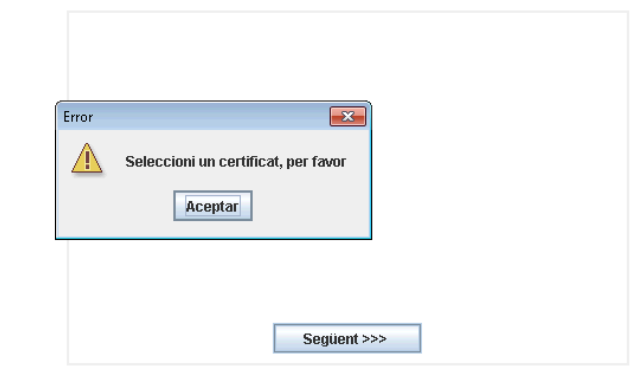 Error
Seleccioni un certificat, per favor
Aceptar
Següent >>>